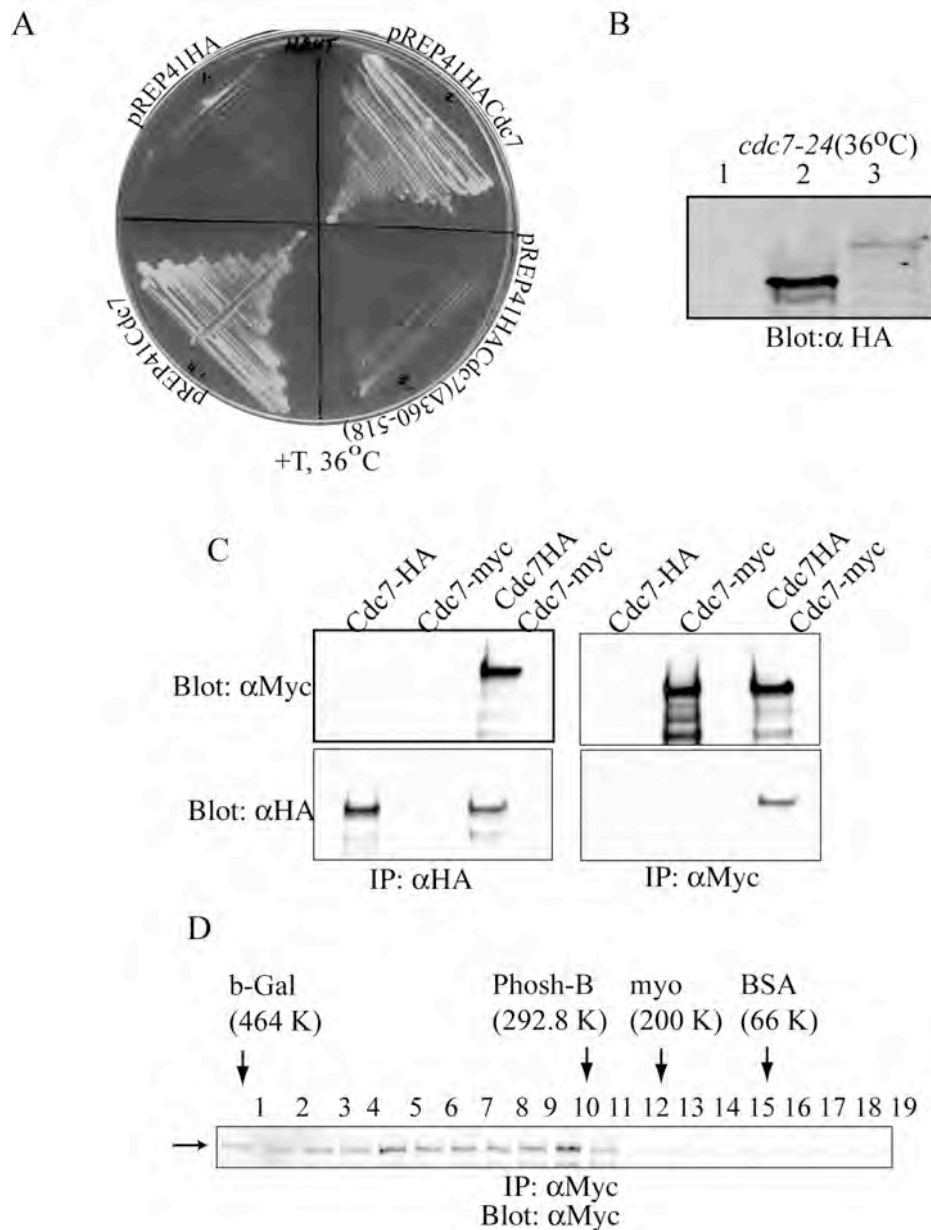 A
pREP41HA
HAUT
pREP41HACdc7
1.
2
pREP41Cdc7
pREP41HACdc7(Δ360-518)
+T, 36°C
B
cdc7-24(36°C)
1 2 3
Blot:α HA
C
Cdc7-HA
Cdc7-myc
Cdc7HA
Cdc7-myc
Cdc7-HA
Cdc7-myc
Cdc7HA
Cdc7-myc
Blot: αMyc
Blot: αHA
IP: αHA
IP: αMyc
D
b-Gal Phosh-B myo BSA
(464 K) (292.8 K) (200 K) (66 K)
1 2 3 4 5 6 7 8 9 10 11 12 13 14 15 16 17 18 19
IP: αMyc
Blot: αMyc